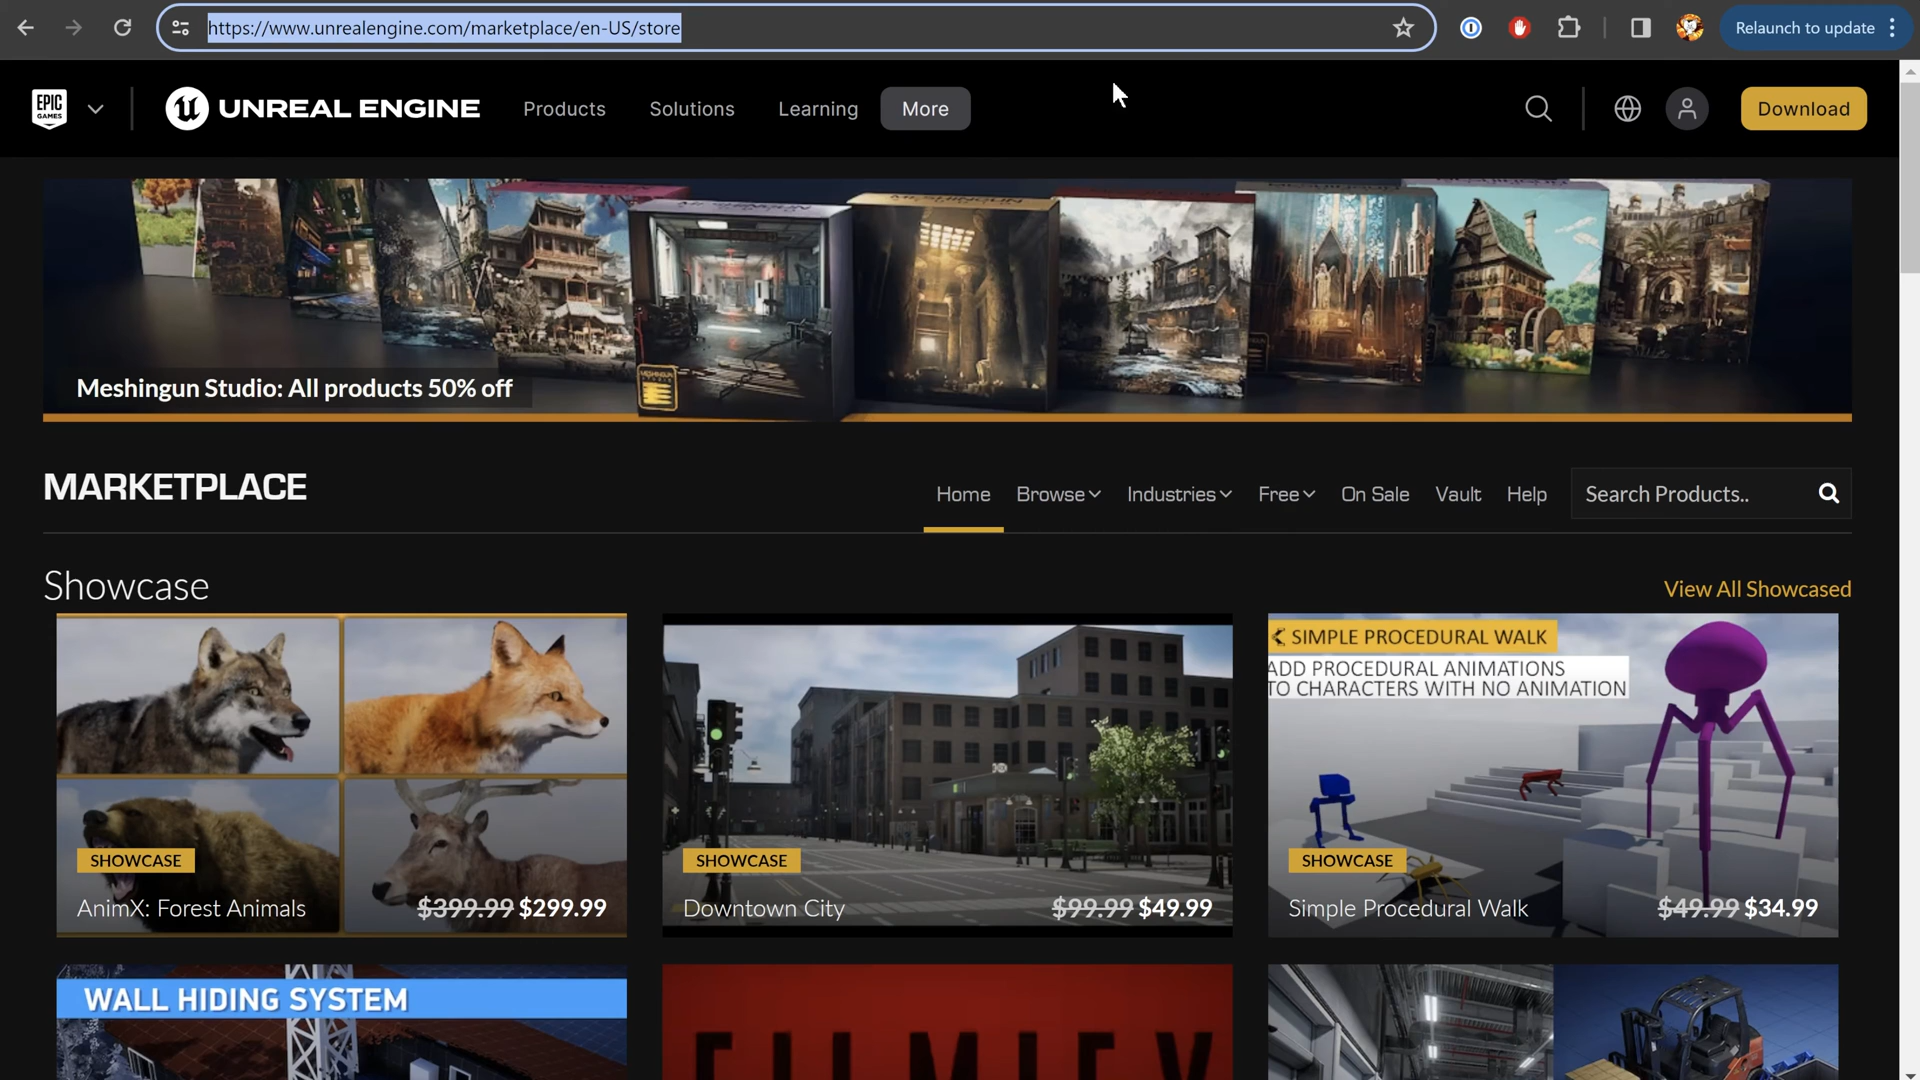 https://www.unrealengine.com/marketplace/en-US/store
Relaunch to update
EPIC
GAMES
UNREAL ENGINE
Products
Solutions
Learning
More
Download
Meshingun Studio: All products 50% off
MARKETPLACE
Home
Browse
Industries
Free
On Sale
Vault
Help
Search Products..
Showcase
View All Showcased
SIMPLE PROCEDURAL WALK
ADD PROCEDURAL ANIMATIONS
TO CHARACTERS WITH NO ANIMATION
SHOWCASE
AnimX: Forest Animals
$399.99 $299.99
SHOWCASE
Downtown City
$99.99 $49.99
SHOWCASE
Simple Procedural Walk
$49.99 $34.99
WALL HIDING SYSTEM